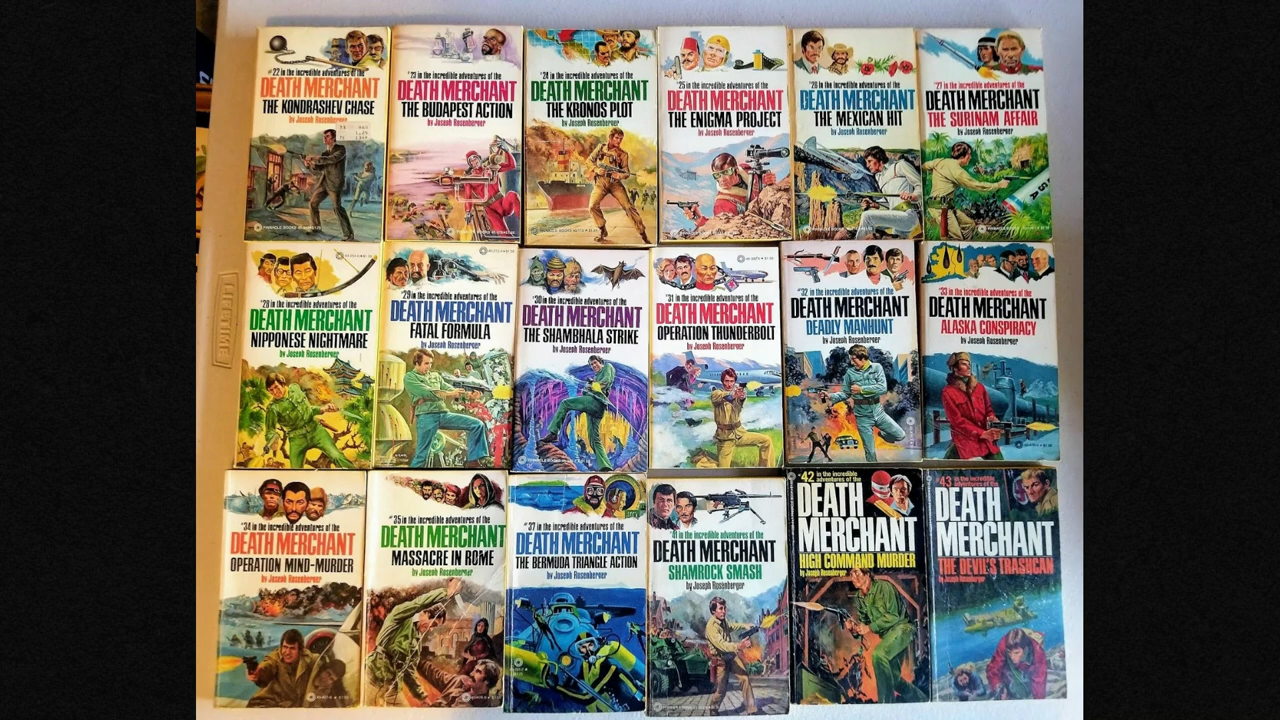 #22 in the incredible adventures of the
DEATH MERCHANT
THE KONDRASHEV CHASE
by Joseph Rosenberger
#23 in the incredible adventures of the
DEATH MERCHANT
THE BUDAPEST ACTION
by Joseph Rosenberger
#24 in the incredible adventures of the
DEATH MERCHANT
THE KRONOS PLOT
by Joseph Rosenberger
#25 in the incredible adventures of the
DEATH MERCHANT
THE ENIGMA PROJECT
by Joseph Rosenberger
#26 in the incredible adventures of the
DEATH MERCHANT
THE MEXICAN HIT
by Joseph Rosenberger
#27 in the incredible adventures of the
DEATH MERCHANT
THE SURINAM AFFAIR
by Joseph Rosenberger
LIFETIME
#28 in the incredible adventures of the
DEATH MERCHANT
NIPPONESE NIGHTMARE
by Joseph Rosenberger
#29 in the incredible adventures of the
DEATH MERCHANT
FATAL FORMULA
by Joseph Rosenberger
#30 in the incredible adventures of the
DEATH MERCHANT
THE SHAMBHALA STRIKE
by Joseph Rosenberger
#31 in the incredible adventures of the
DEATH MERCHANT
OPERATION THUNDERBOLT
by Joseph Rosenberger
#32 in the incredible adventures of the
DEATH MERCHANT
DEADLY MANHUNT
by Joseph Rosenberger
#33 in the incredible adventures of the
DEATH MERCHANT
ALASKA CONSPIRACY
by Joseph Rosenberger
#34 in the incredible adventures of the
DEATH MERCHANT
OPERATION MIND-MURDER
by Joseph Rosenberger
#35 in the incredible adventures of the
DEATH MERCHANT
MASSACRE IN ROME
by Joseph Rosenberger
#37 in the incredible adventures of the
DEATH MERCHANT
THE BERMUDA TRIANGLE ACTION
by Joseph Rosenberger
#41 in the incredible adventures of the
DEATH MERCHANT
SHAMROCK SMASH
by Joseph Rosenberger
#42 in the incredible
adventures of the
DEATH
MERCHANT
HIGH COMMAND MURDER
by Joseph Rosenberger
#43 in the incredible
adventures of the
DEATH
MERCHANT
THE DEVIL'S TRASHCAN
by Joseph Rosenberger